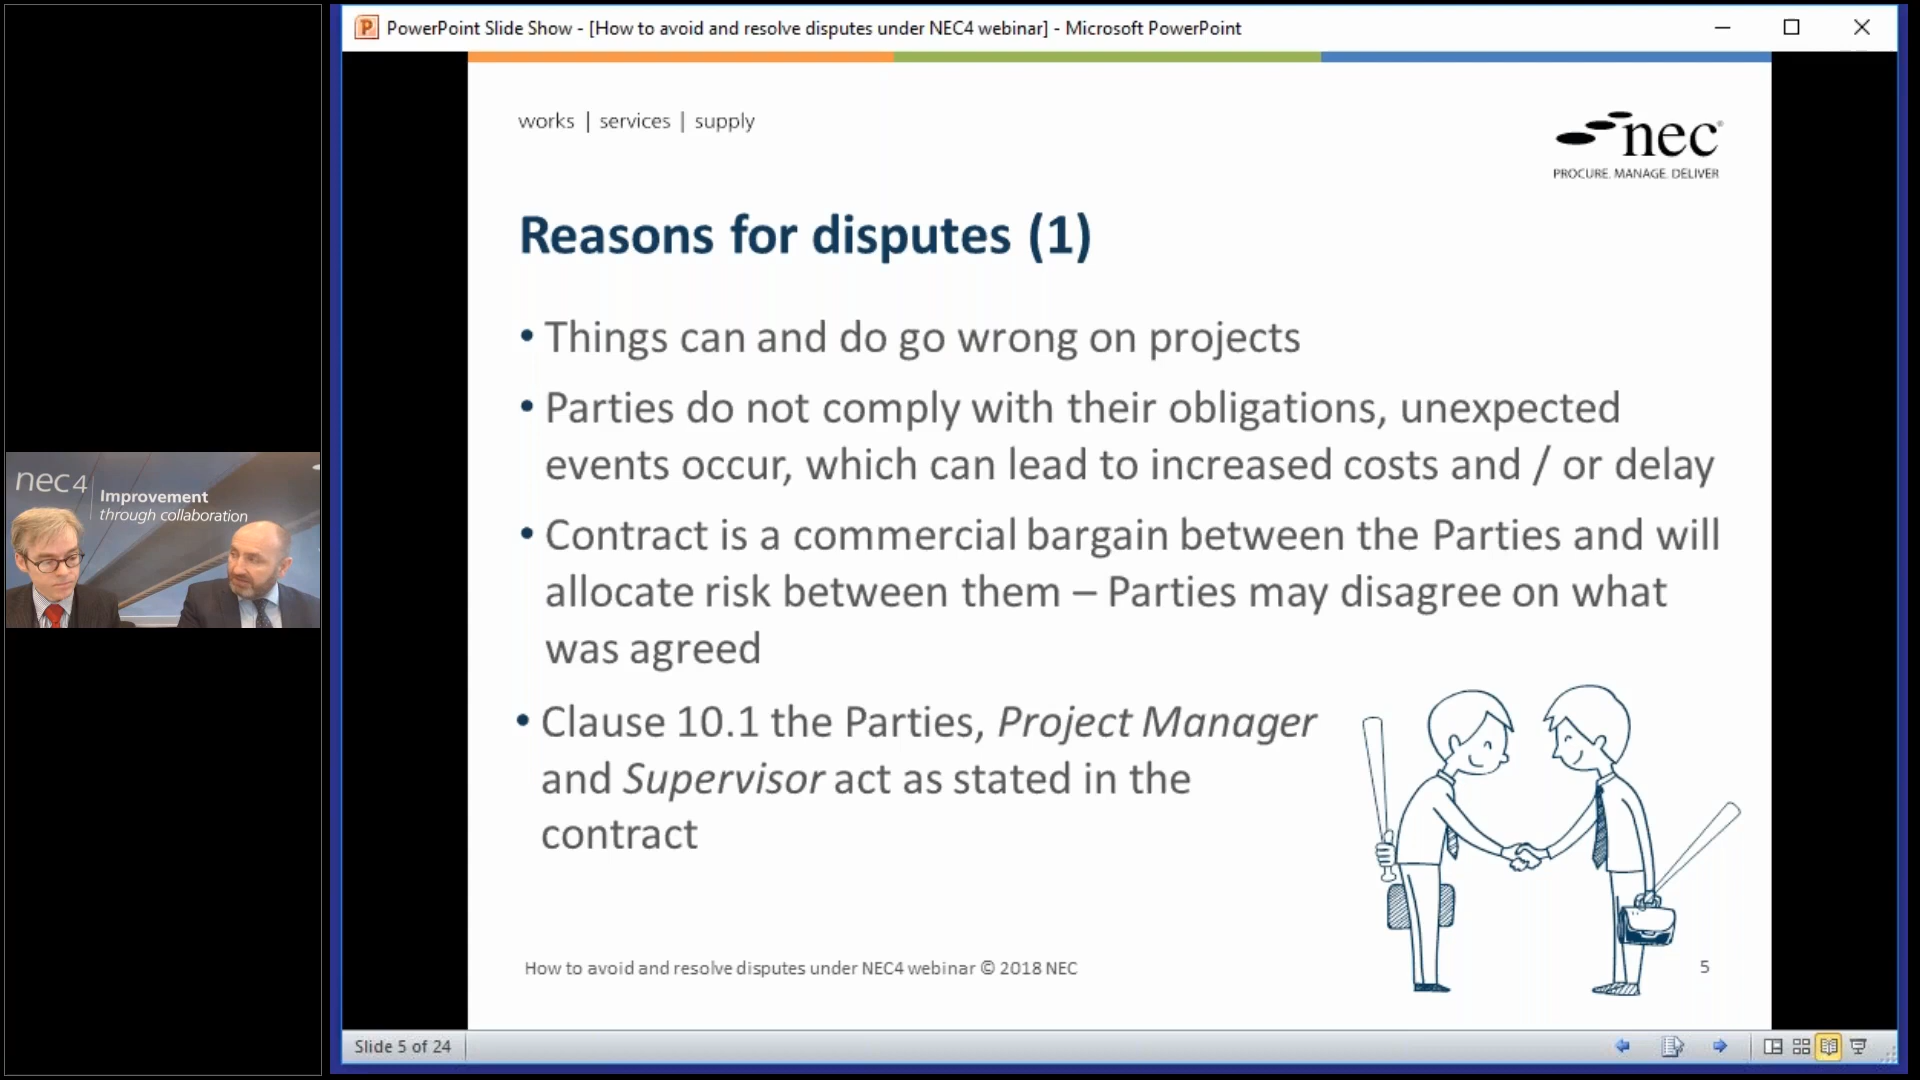 PowerPoint Slide Show - [How to avoid and resolve disputes under NEC4 webinar] - Microsoft PowerPoint
works | services | supply
nec®
PROCURE. MANAGE. DELIVER
Reasons for disputes (1)
• Things can and do go wrong on projects
• Parties do not comply with their obligations, unexpected
events occur, which can lead to increased costs and / or delay
• Contract is a commercial bargain between the Parties and will
allocate risk between them – Parties may disagree on what
was agreed
• Clause 10.1 the Parties, Project Manager
and Supervisor act as stated in the
contract
How to avoid and resolve disputes under NEC4 webinar © 2018 NEC
5
Slide 5 of 24
nec4
Improvement
through collaboration